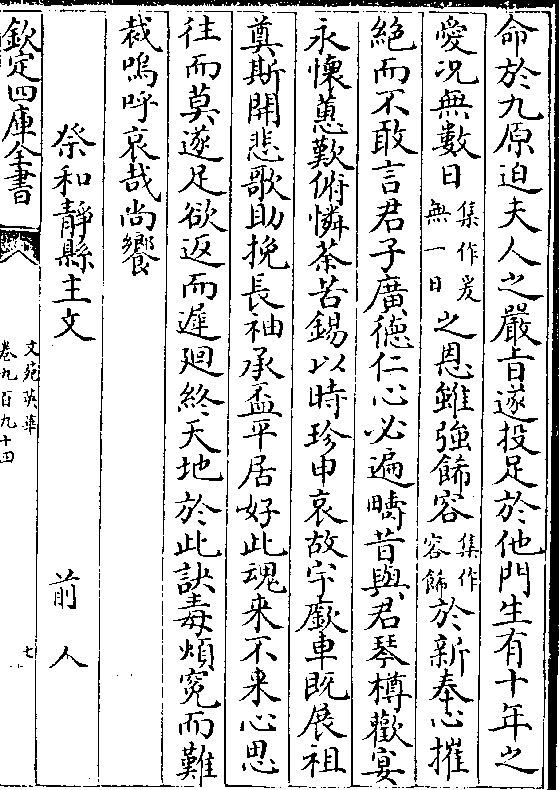 命於九原迫夫人之嚴旨遂投足於他門生有十年之
愛况無數日集作爰無一日之恩雖強飾容集作容飾於新奉心摧
絶而不敢言君子廣徳仁心必遍疇昔與君琴樽歡宴
永懐蕙歎俯憐荼苦錫以時珍申哀故宇廞車既展祖
奠斯開悲歌助挽長袖承盃平居好此魂來不来心思
往而莫遂足欲返而遲廻終天地於此訣毒煩寃而難
裁嗚呼哀哉尚饗
祭和靜縣主文 前人
欽定四庫全書 文苑英華 卷九百九十四 七